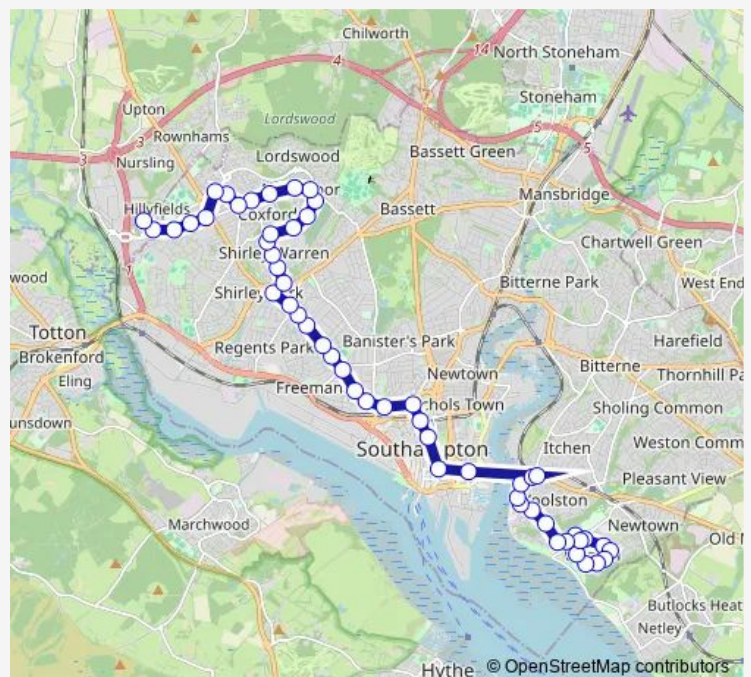 Chilworth
14
North Stoneham
4
Stoneham
Upton
3
Rownhams
Lordswood
5
3
Nursling
Lordswood
Bassett Green
5
Mansbridge
Hillyfields
Coxford
Bassett
Chartwell Green
Shirley Warren
wood
1
Bitterne Park
West End
Shirley
Totton
Banister's Park
Harefield
Brokenford
Regents Park
Bitterne
Eling
Newtown
Thornhill Pa
Freeman
chols Town
Sholing Common
unsdown
Weston Comm
Southampton
Itchen
Pleasant View
oolston
Marchwood
Newtown
Old
Butlocks Heat
Netley
Hythe
© OpenStreetMap contributors